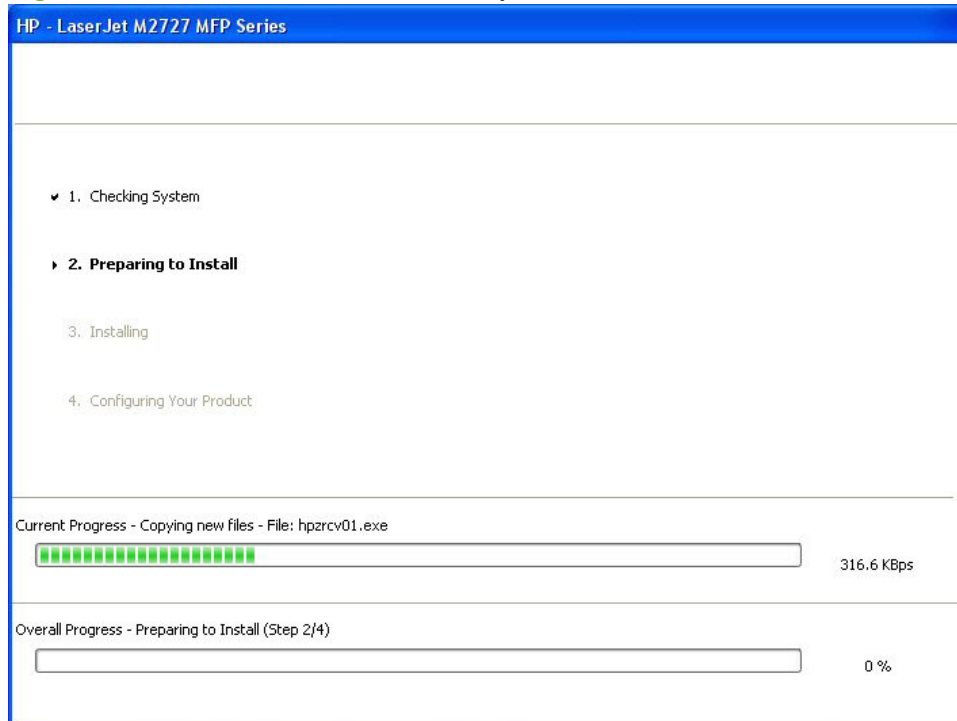 HP - LaserJet M2727 MFP Series
1. Checking System
2. Preparing to Install
3. Installing
4. Configuring Your Product
Current Progress - Copying new files - File: hpzrcv01.exe
316.6 KBps
Overall Progress - Preparing to Install (Step 2/4)
0 %